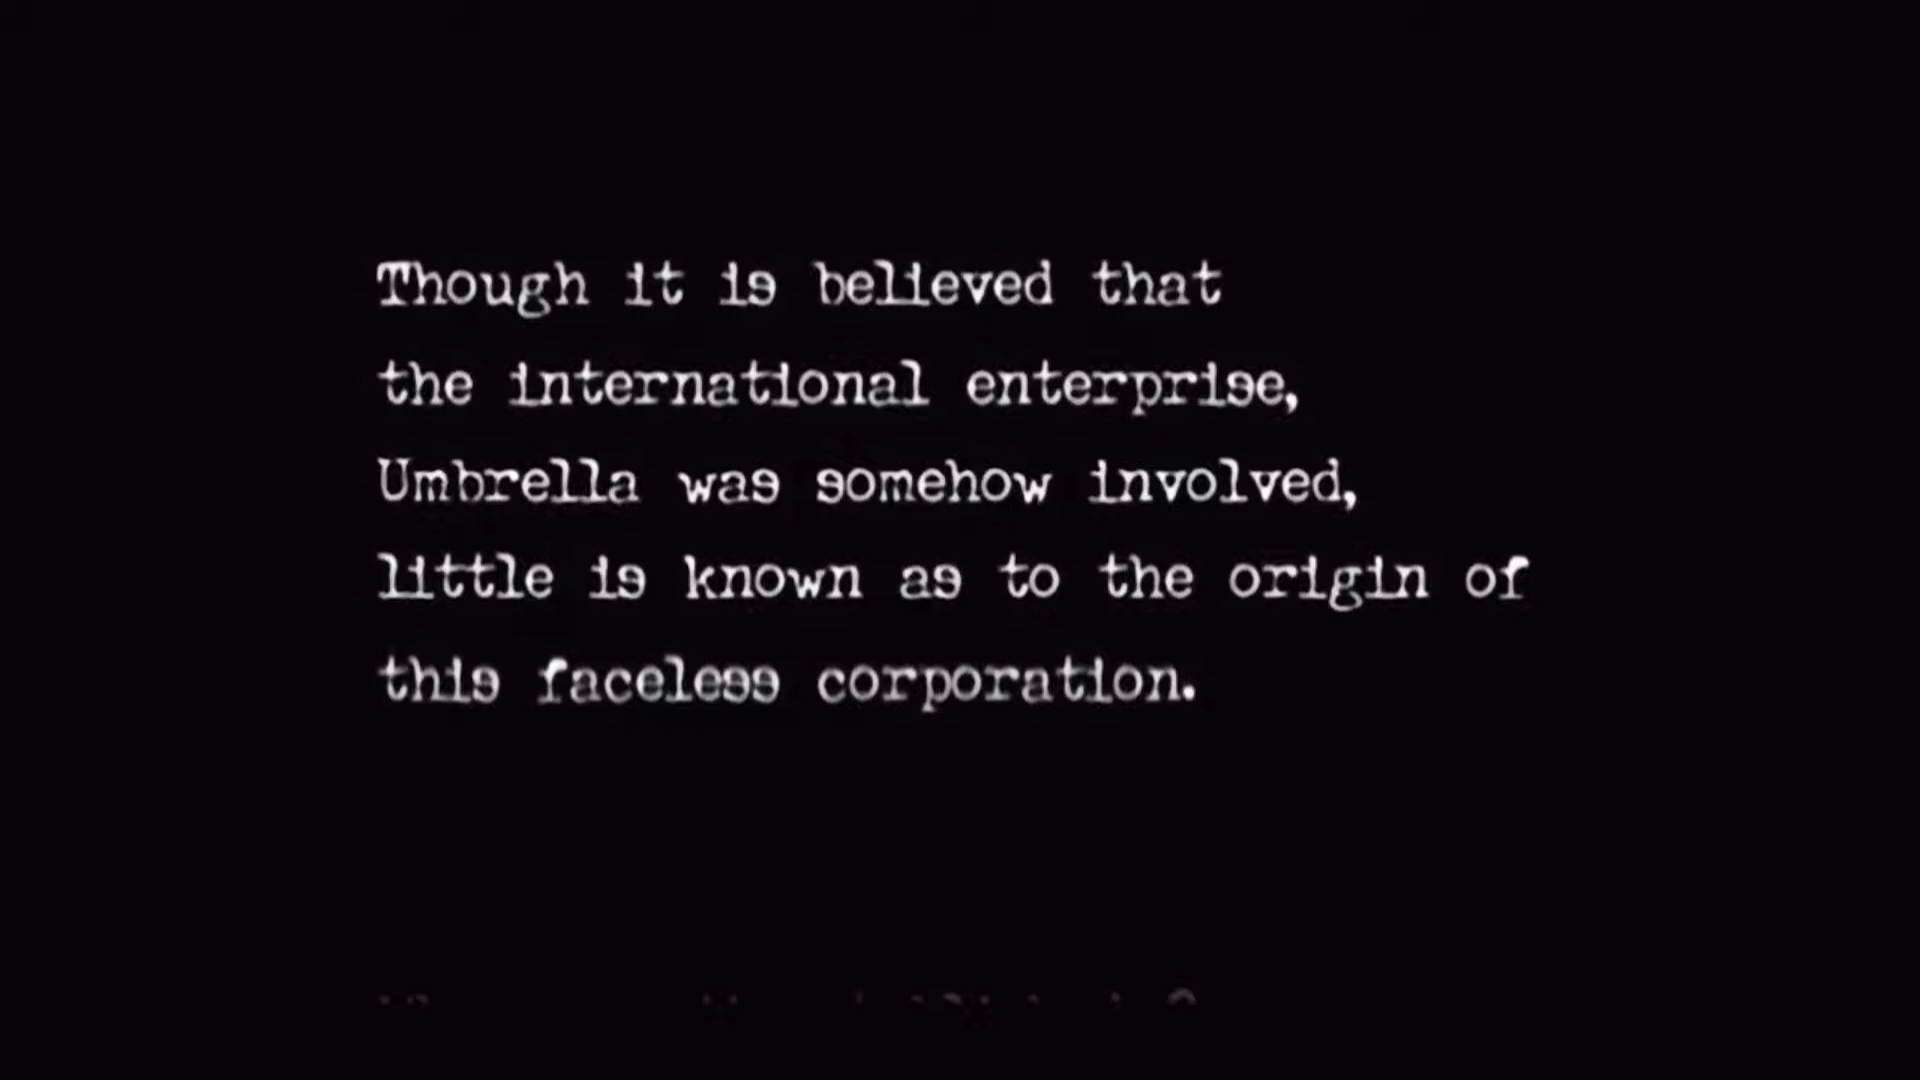 Though it is believed that
the international enterprise,
Umbrella was somehow involved,
little is known as to the origin of
this faceless corporation.